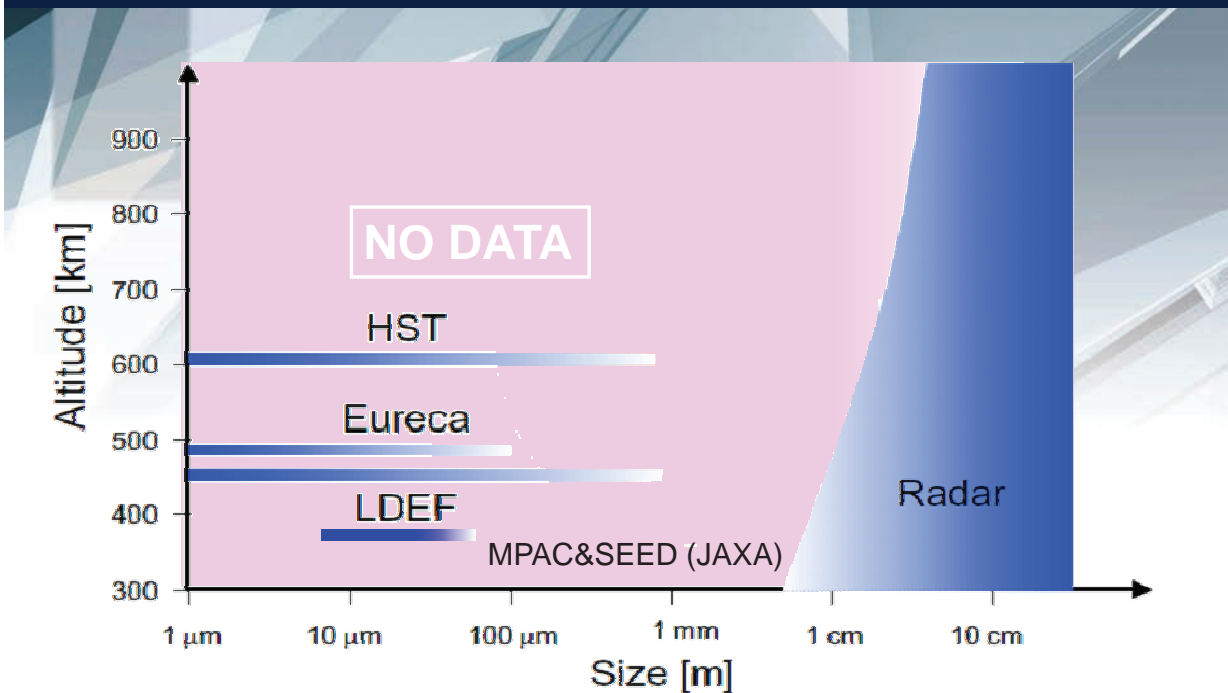 900
800
NO DATA
Altitude [km]
700
HST
600
Eureca
500
Radar
LDEF
400
MPAC&SEED (JAXA)
300
1 μm 10 μm 100 μm 1 mm 1 cm 10 cm
Size [m]